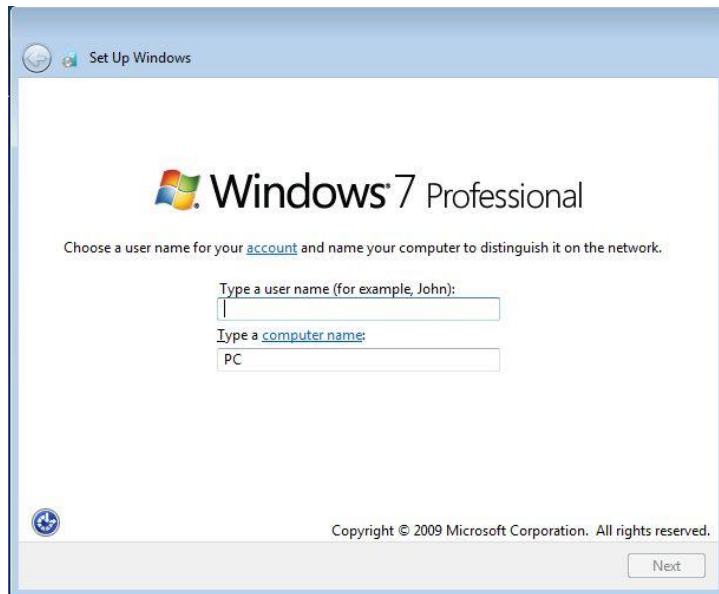 Set Up Windows
Windows 7 Professional
Choose a user name for your account and name your computer to distinguish it on the network.
Type a user name (for example, John):
Type a computer name:
PC
Copyright © 2009 Microsoft Corporation. All rights reserved.
Next